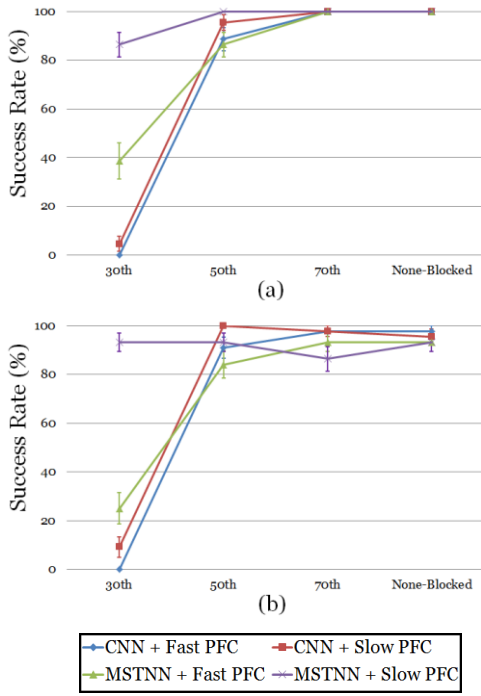 100
80
60
40
20
0
Success Rate (%)
30th 50th 70th None-Blocked
(a)
100
80
60
40
20
0
Success Rate (%)
30th 50th 70th None-Blocked
(b)
CNN + Fast PFC CNN + Slow PFC
MSTNN + Fast PFC MSTNN + Slow PFC